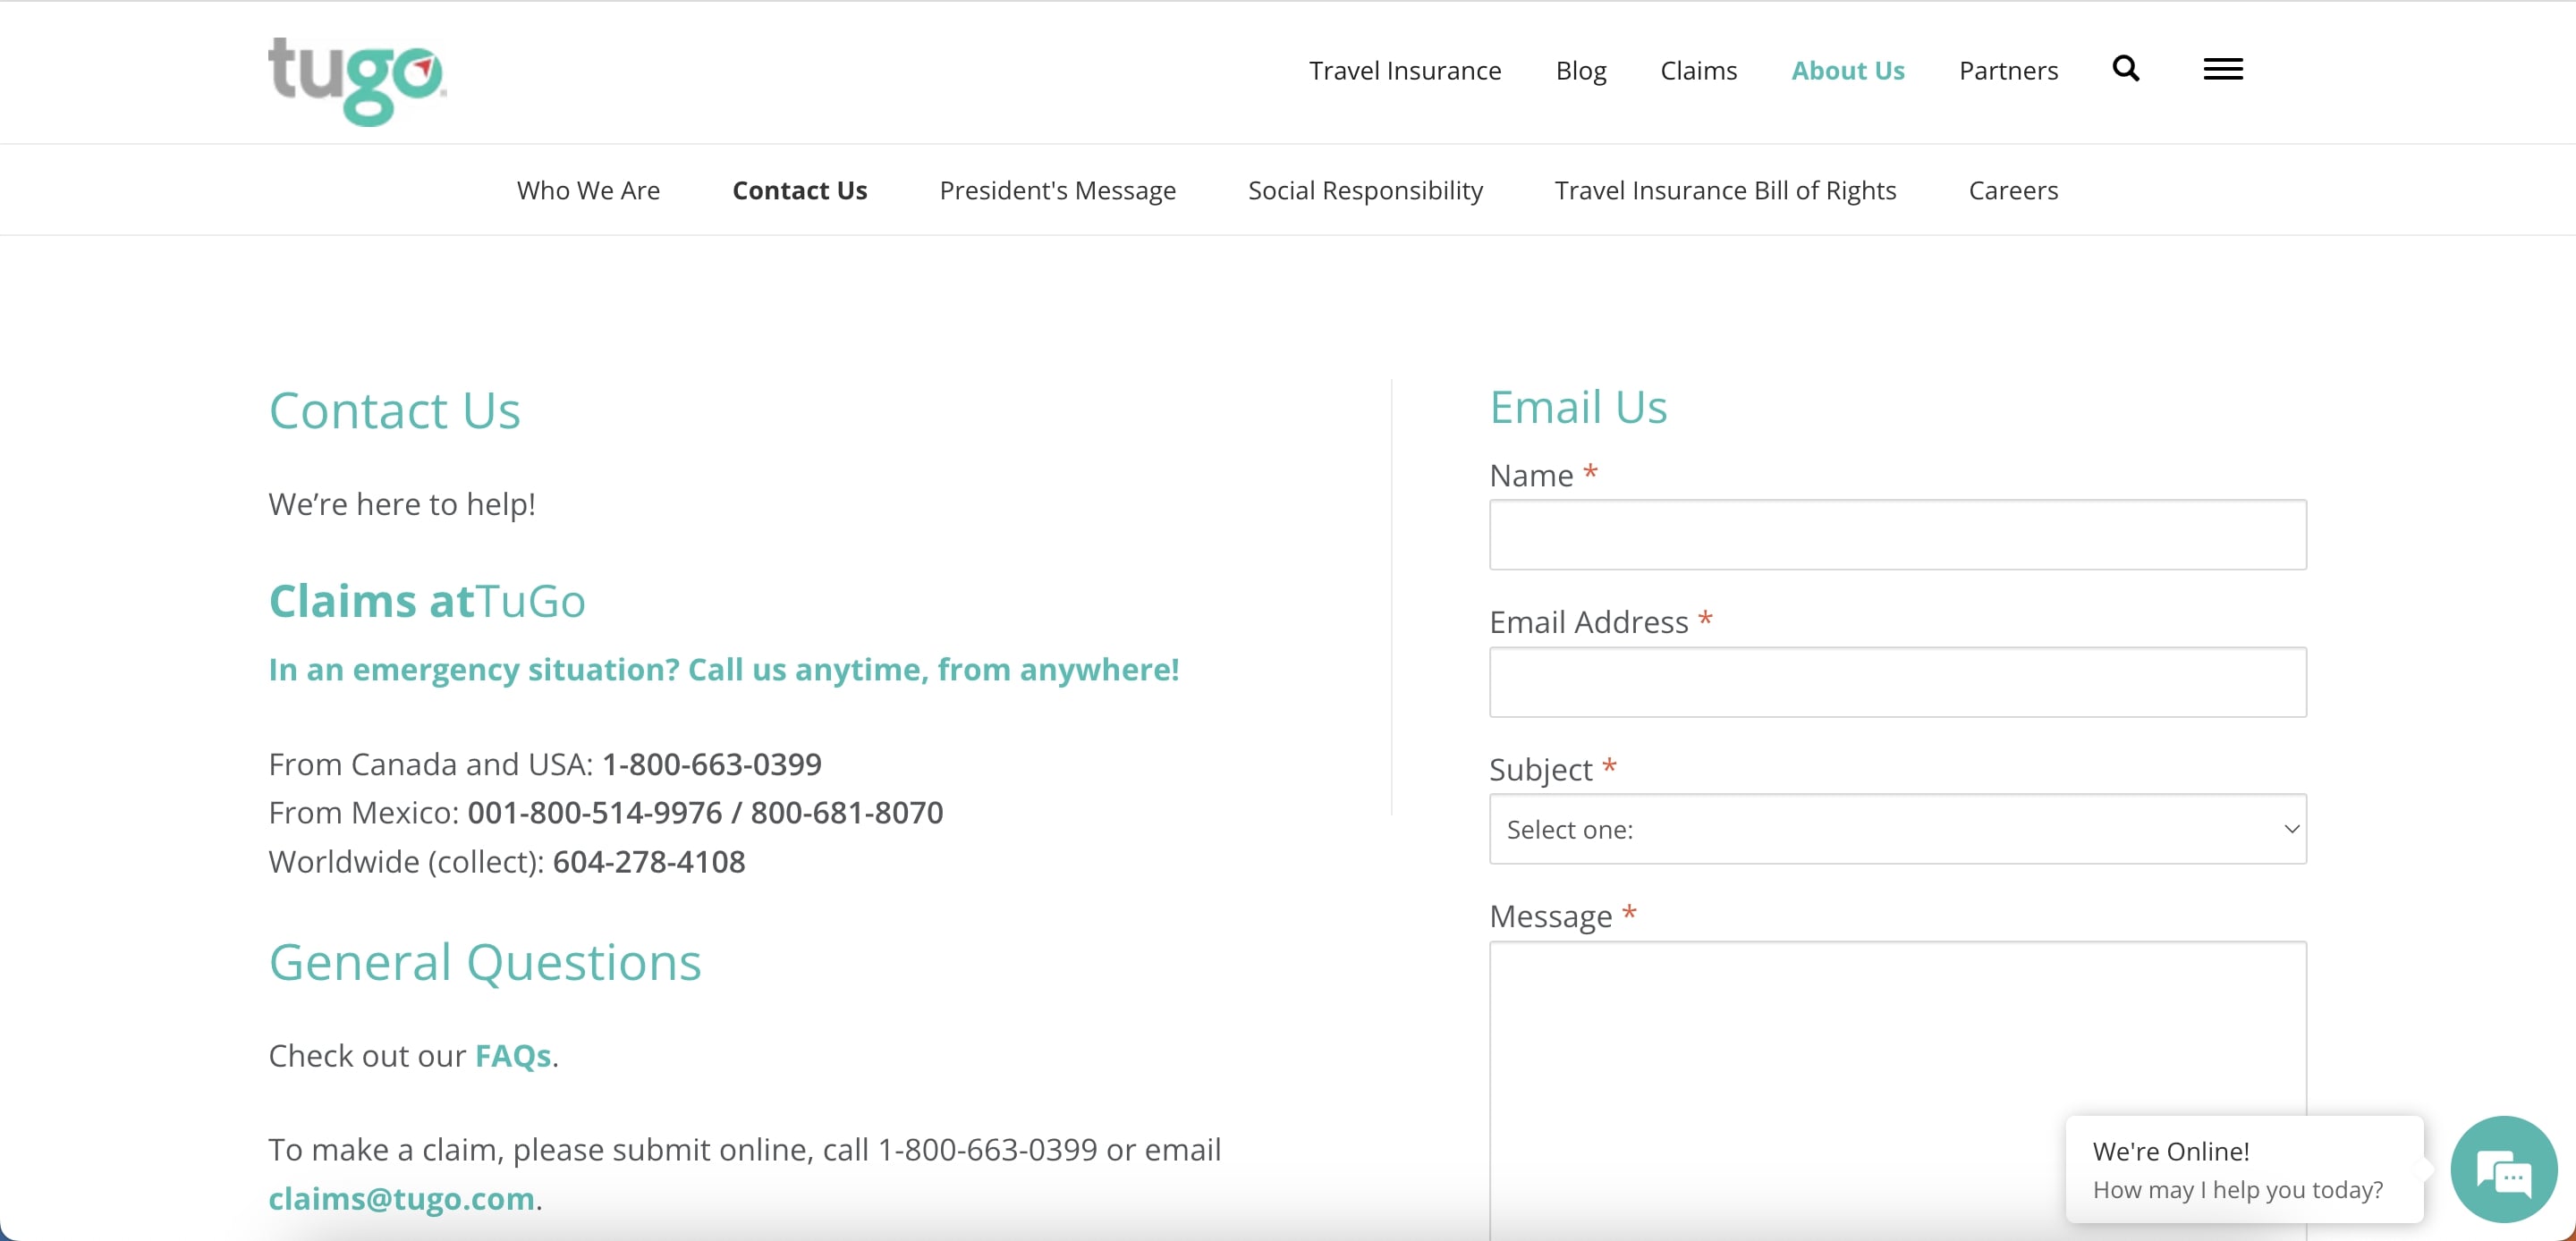 tugo
Travel Insurance
Blog
Claims
About Us
Partners
Who We Are
Contact Us
President's Message
Social Responsibility
Travel Insurance Bill of Rights
Careers
Contact Us
We’re here to help!
Claims atTuGo
In an emergency situation? Call us anytime, from anywhere!
From Canada and USA: 1-800-663-0399
From Mexico: 001-800-514-9976 / 800-681-8070
Worldwide (collect): 604-278-4108
General Questions
Check out our FAQs.
To make a claim, please submit online, call 1-800-663-0399 or email
claims@tugo.com.
Email Us
Name *
Email Address *
Subject *
Select one:
Message *
We're Online!
How may I help you today?